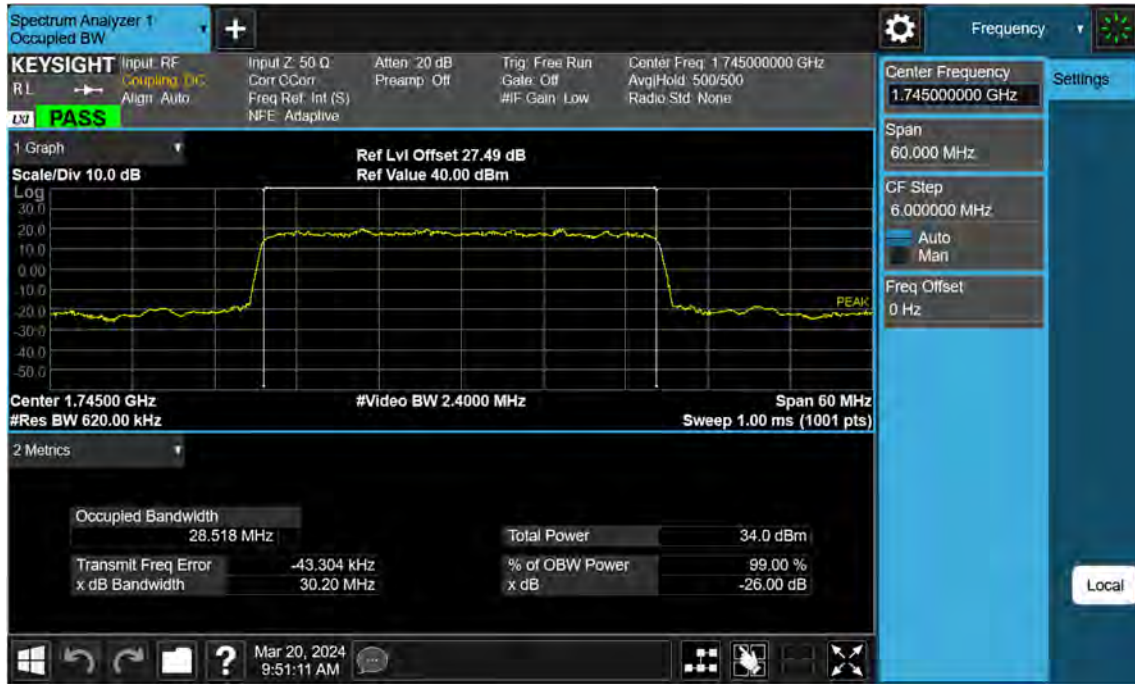 Spectrum Analyzer 1
Occupied BW
+
Frequency
KEYSIGHT Input: RF Input Z: 50 Ω Atten: 20 dB Trig: Free Run Center Freq: 1.745000000 GHz
RL Coupling: DC Corr CCorr Preamp: Off Gate: Off Avg|Hold: 500/500
Align: Auto Freq Ref: Int (S) #IF Gain: Low Radio Std: None
LXI PASS NFE: Adaptive
1 Graph
Ref Lvl Offset 27.49 dB
Scale/Div 10.0 dB Ref Value 40.00 dBm
Log
30.0
20.0
10.0
0.00
-10.0
PEAK
-20.0
-30.0
-40.0
-50.0
Center 1.74500 GHz #Video BW 2.4000 MHz Span 60 MHz
#Res BW 620.00 kHz Sweep 1.00 ms (1001 pts)
2 Metrics
Occupied Bandwidth
28.518 MHz Total Power 34.0 dBm
Transmit Freq Error -43.304 kHz % of OBW Power 99.00 %
x dB Bandwidth 30.20 MHz x dB -26.00 dB
? Mar 20, 2024
9:51:11 AM
Center Frequency
1.745000000 GHz
Settings
Span
60.000 MHz
CF Step
6.000000 MHz
Auto
Man
Freq Offset
0 Hz
Local